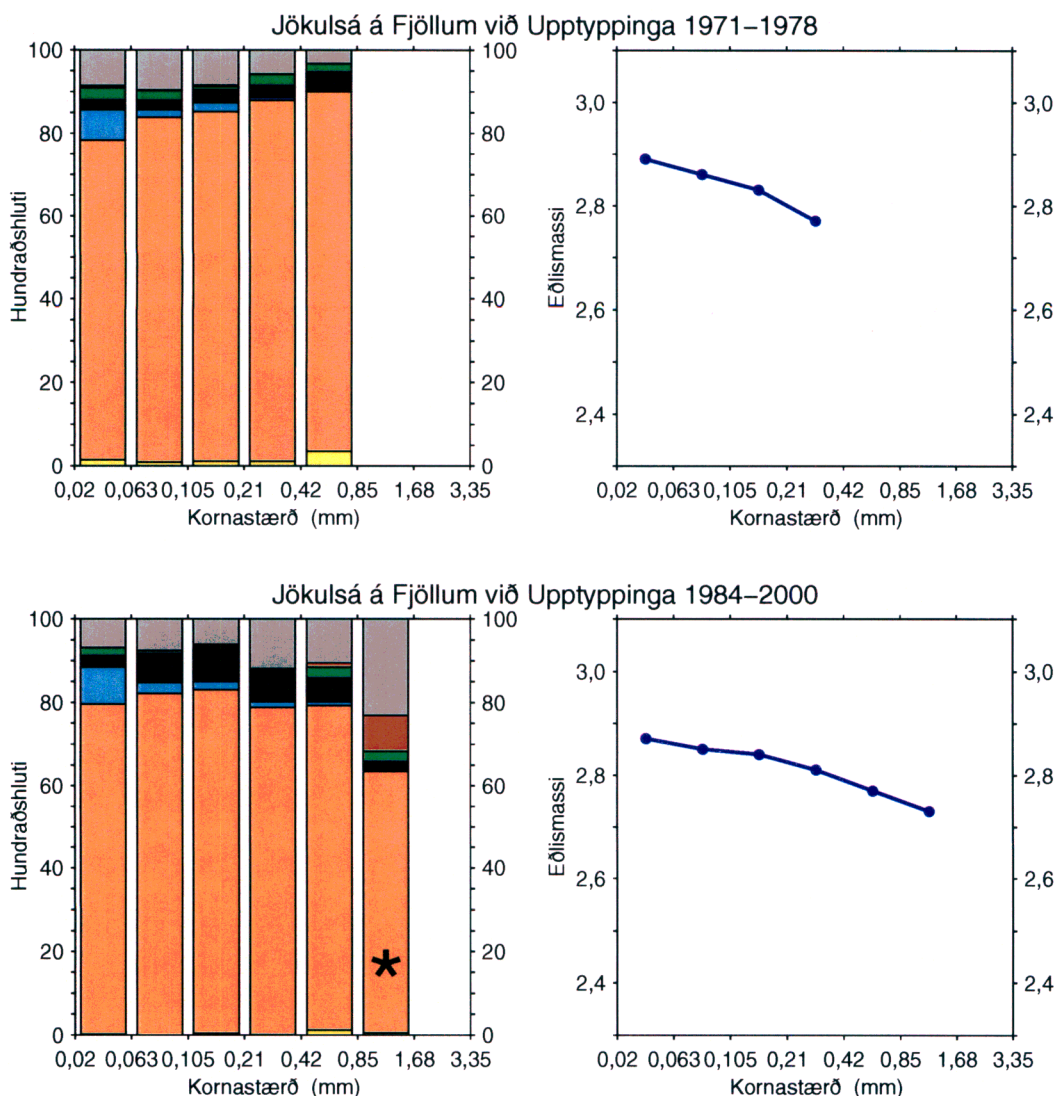 Jökulsá á Fjöllum við Upptyppinga 1971–1978
100
80
60
40
20
0
Hundraðshluti
100
80
60
40
20
0
0,02 0,063 0,105 0,21 0,42 0,85 1,68 3,35
Kornastærð (mm)
3,0
2,8
2,6
2,4
Eðlismassi
3,0
2,8
2,6
2,4
0,02 0,063 0,105 0,21 0,42 0,85 1,68 3,35
Kornastærð (mm)
Jökulsá á Fjöllum við Upptyppinga 1984–2000
100
80
60
40
20
0
Hundraðshluti
*
100
80
60
40
20
0
0,02 0,063 0,105 0,21 0,42 0,85 1,68 3,35
Kornastærð (mm)
3,0
2,8
2,6
2,4
Eðlismassi
3,0
2,8
2,6
2,4
0,02 0,063 0,105 0,21 0,42 0,85 1,68 3,35
Kornastærð (mm)